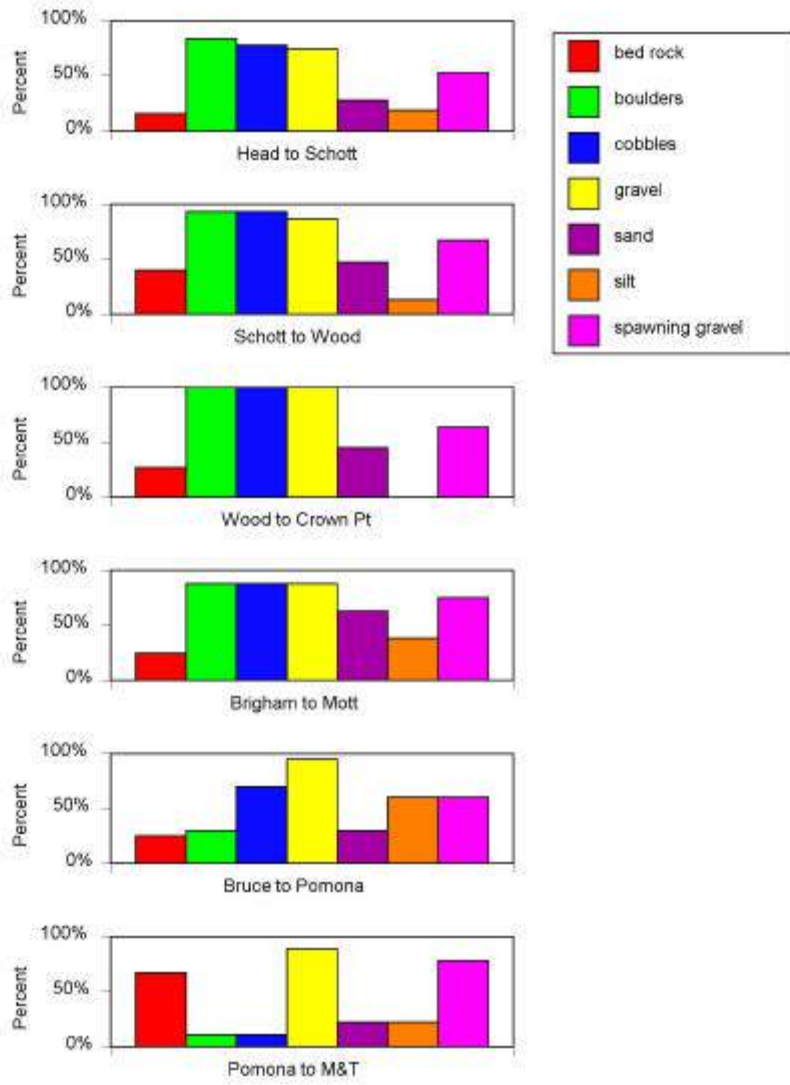 100%
Percent
50%
0%
Head to Schott
100%
Percent
50%
0%
Schott to Wood
100%
Percent
50%
0%
Wood to Crown Pt
100%
Percent
50%
0%
Brigham to Mott
100%
Percent
50%
0%
Bruce to Pomona
100%
Percent
50%
0%
Pomona to M&T
bed rock
boulders
cobbles
gravel
sand
silt
spawning gravel